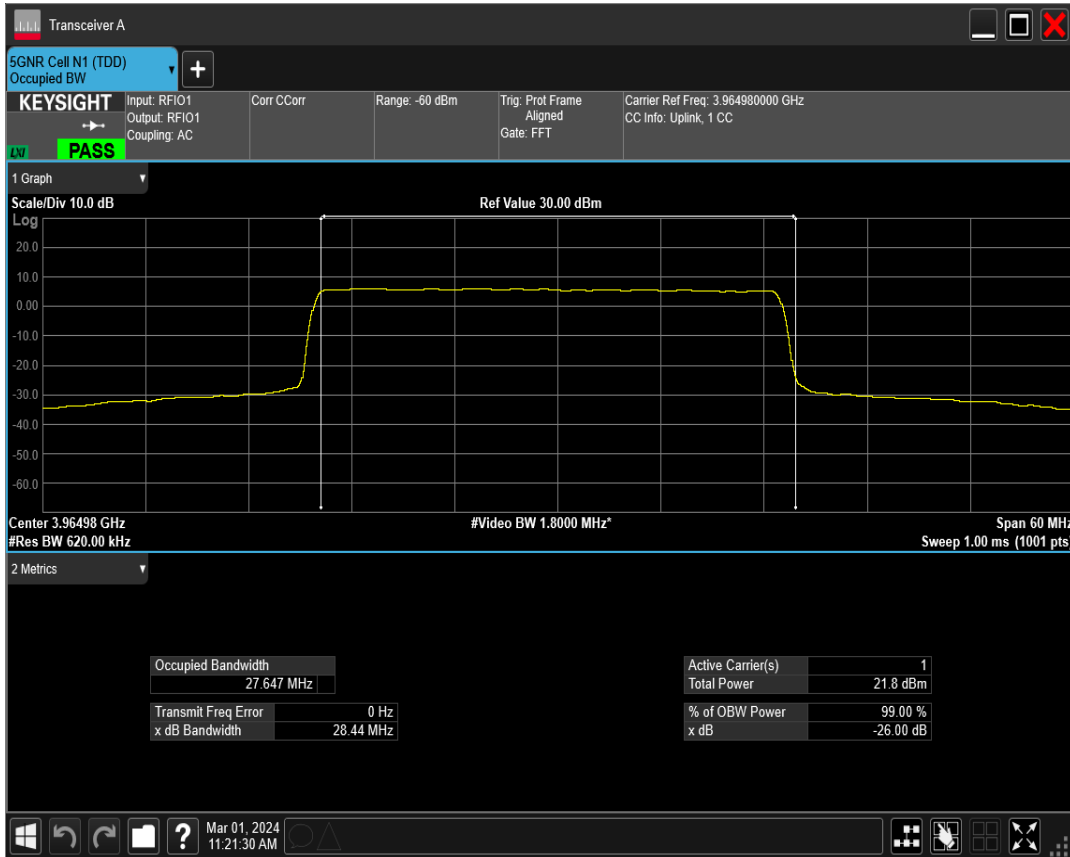 Transceiver A
5GNR Cell N1 (TDD)
Occupied BW
+
KEYSIGHT
LXI
PASS
Input: RFIO1
Output: RFIO1
Coupling: AC
Corr CCorr
Range: -60 dBm
Trig: Prot Frame
Aligned
Gate: FFT
Carrier Ref Freq: 3.964980000 GHz
CC Info: Uplink, 1 CC
1 Graph
Scale/Div 10.0 dB
Ref Value 30.00 dBm
Log
20.0
10.0
0.00
-10.0
-20.0
-30.0
-40.0
-50.0
-60.0
Center 3.96498 GHz
#Video BW 1.8000 MHz*
Span 60 MHz
#Res BW 620.00 kHz
Sweep 1.00 ms (1001 pts)
2 Metrics
Occupied Bandwidth
27.647 MHz
Transmit Freq Error 0 Hz
x dB Bandwidth 28.44 MHz
Active Carrier(s) 1
Total Power 21.8 dBm
% of OBW Power 99.00 %
x dB -26.00 dB
?
Mar 01, 2024
11:21:30 AM